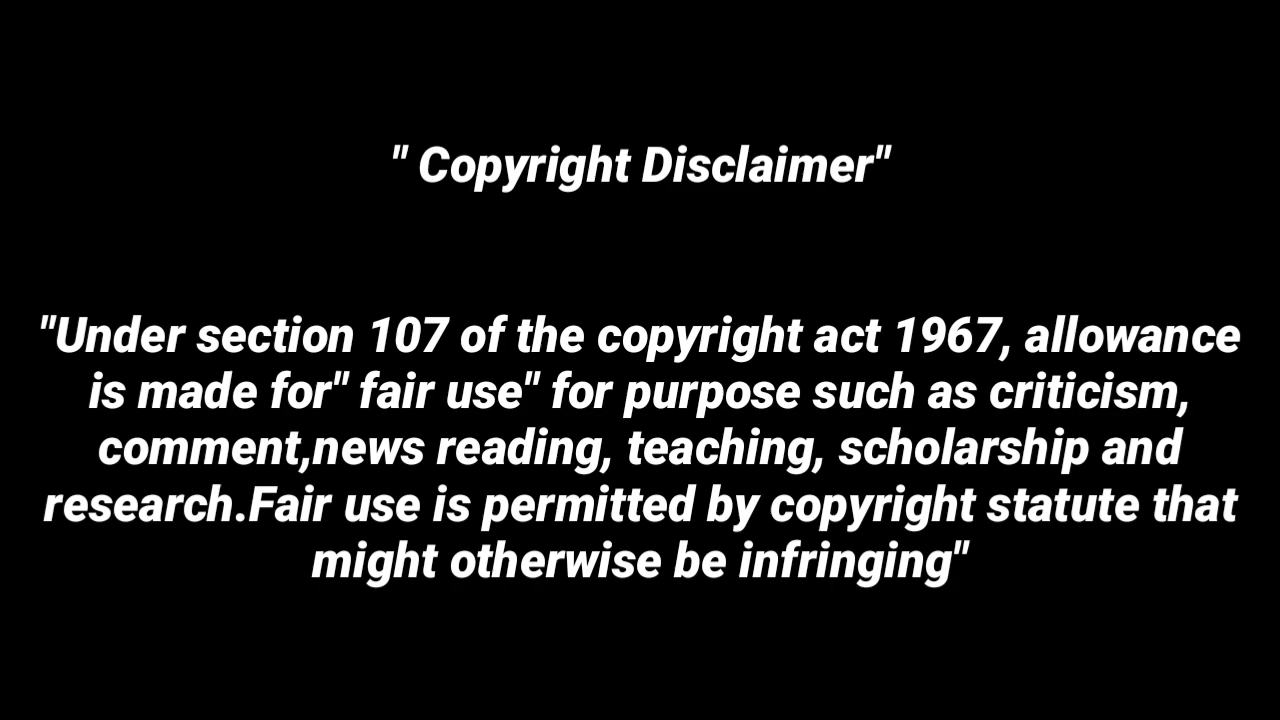 " Copyright Disclaimer"
"Under section 107 of the copyright act 1967, allowance
is made for" fair use" for purpose such as criticism,
comment,news reading, teaching, scholarship and
research.Fair use is permitted by copyright statute that
might otherwise be infringing"